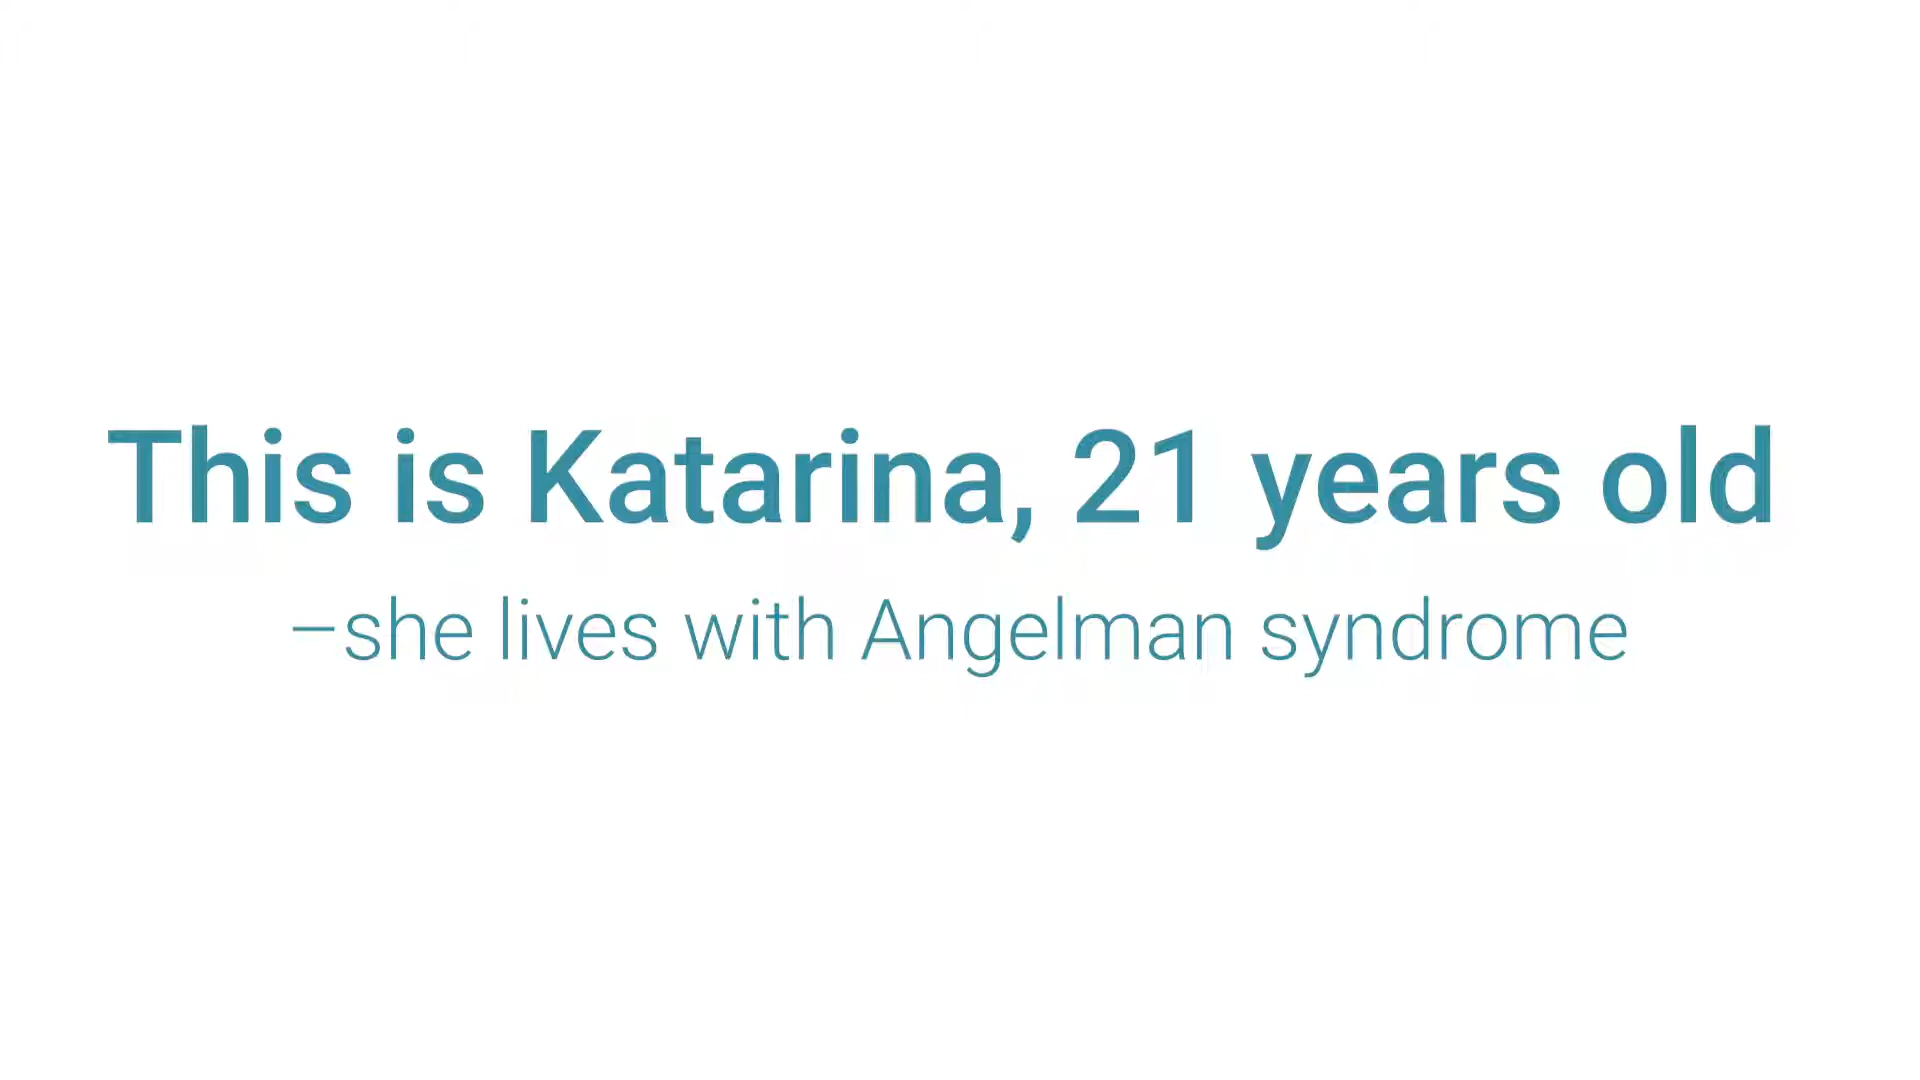 This is Katarina, 21 years old
–she lives with Angelman syndrome